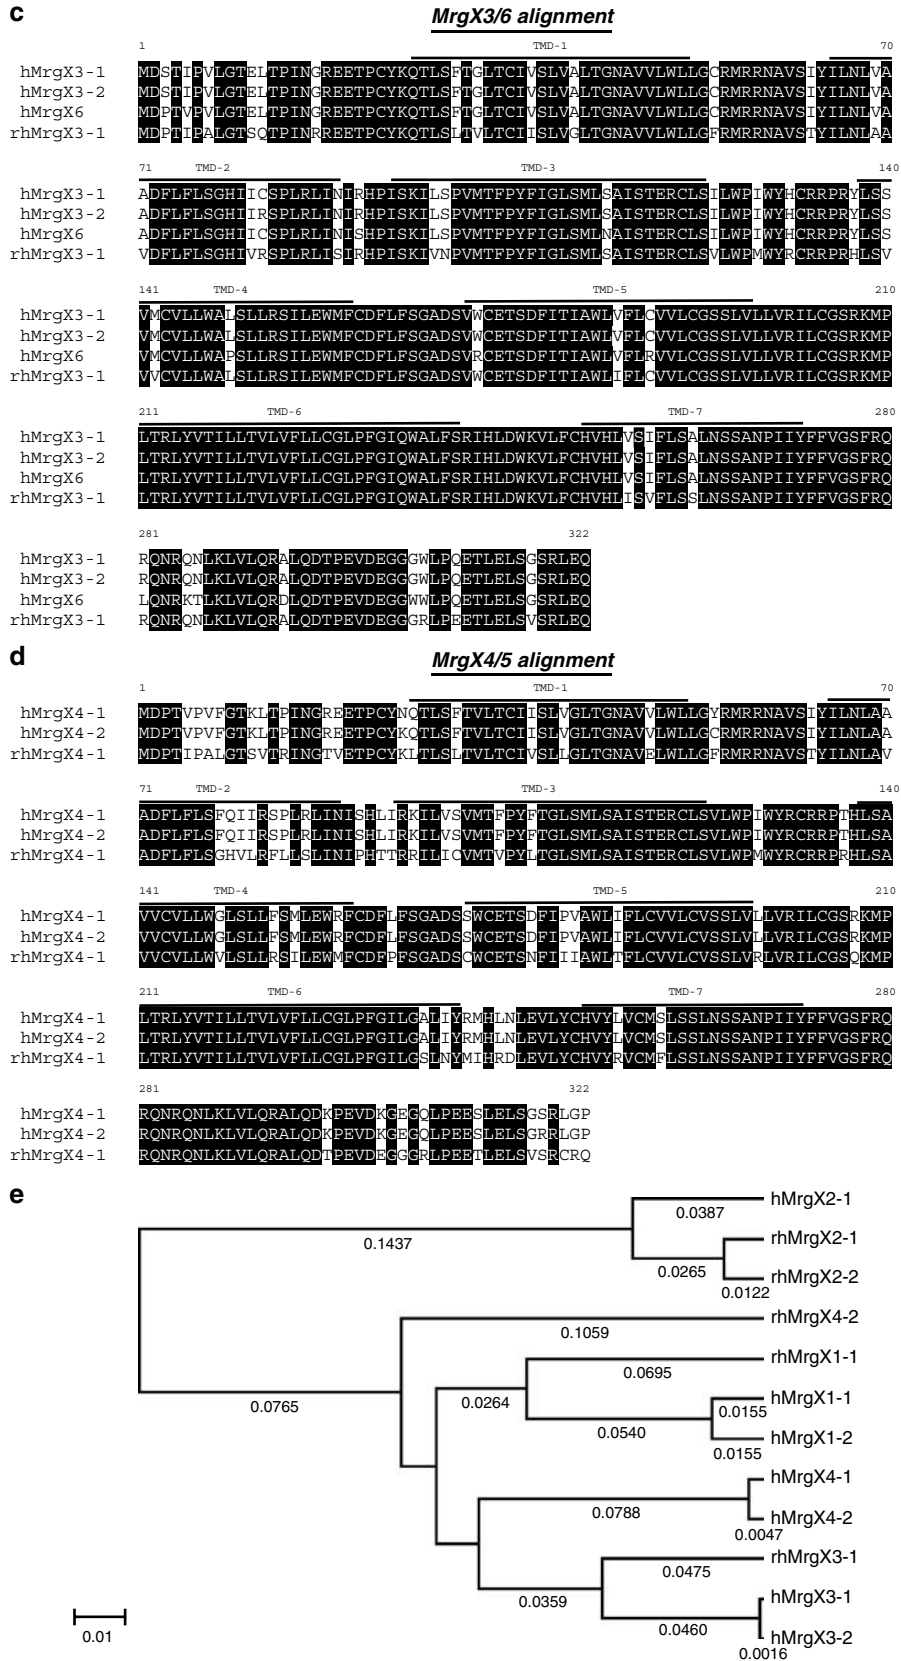 c
MrgX3/6 alignment
1 TMD-1 70
hMrgX3-1 MDSTIPVLGTELTPINGREETPCYKQTLSFTGLTCIVSLVALTGNAVVLWLLGCRMRRNAVSIYILNLVA
hMrgX3-2 MDSTIPVLGTELTPINGREETPCYKQTLSFTGLTCIVSLVALTGNAVVLWLLGCRMRRNAVSIYILNLVA
hMrgX6 MDPTVPVLGTELTPINGREETPCYKQTLSFTGLTCIVSLVALTGNAVVLWLLGCRMRRNAVSIYILNLVA
rhMrgX3-1 MDPTIPALGTSQTPINRREETPCYKQTLSLTVLTCIISLVGLTGNAVVLWLLGFRMRRNAVSTYILNLAA
71 TMD-2 TMD-3 140
hMrgX3-1 ADFLFLSGHIICSPLRLINIRHPISKILSPVMTFPYFIGLSMLSAISTERCLSILWPIWYHCRRPRYLSS
hMrgX3-2 ADFLFLSGHIIRSPLRLINIRHPISKILSPVMTFPYFIGLSMLSAISTERCLSILWPIWYHCRRPRYLSS
hMrgX6 ADFLFLSGHIICSPLRLINISHPISKILSPVMTFPYFIGLSMLNAISTERCLSILWPIWYHCRRPRYLSS
rhMrgX3-1 VDFLFLSGHIVRSPLRLISIRHPISKIVNPVMTFPYFIGLSMLSAISTERCLSVLWPMWYRCRRPRHLSV
141 TMD-4 TMD-5 210
hMrgX3-1 VMCVLLWALSLLRSILEWMFCDFLFSGADSVWCETSDFITIAWLVFLCVVLCGSSLVLLVRILCGSRKMP
hMrgX3-2 VMCVLLWALSLLRSILEWMFCDFLFSGADSVWCETSDFITIAWLVFLCVVLCGSSLVLLVRILCGSRKMP
hMrgX6 VMCVLLWAPSLLRSILEWMFCDFLFSGADSVRCETSDFITIAWLVFLRVVLCGSSLVLLVRILCGSRKMP
rhMrgX3-1 VVCVLLWALSLLRSILEWMFCDFLFSGADSVWCETSDFITIAWLIFLCVVLCGSSLVLLVRILCGSRKMP
211 TMD-6 TMD-7 280
hMrgX3-1 LTRLYVTILLTVLVFLLCGLPFGIQWALFSRIHLDWKVLFCHVHLVSIFLSALNSSANPIIYFFVGSFRQ
hMrgX3-2 LTRLYVTILLTVLVFLLCGLPFGIQWALFSRIHLDWKVLFCHVHLVSIFLSALNSSANPIIYFFVGSFRQ
hMrgX6 LTRLYVTILLTVLVFLLCGLPFGIQWALFSRIHLDWKVLFCHVHLVSIFLSALNSSANPIIYFFVGSFRQ
rhMrgX3-1 LTRLYVTILLTVLVFLLCGLPFGIQWALFSRIHLDWKVLFCHVHLISVFLSSLNSSANPIIYFFVGSFRQ
281 322
hMrgX3-1 RQNRQNLKLVLQRALQDTPEVDEGGGWLPQETLELSGSRLEQ
hMrgX3-2 RQNRQNLKLVLQRALQDTPEVDEGGGWLPQETLELSGSRLEQ
hMrgX6 LQNRKTLKLVLQRDLQDTPEVDEGGWWLPQETLELSGSRLEQ
rhMrgX3-1 RQNRQNLKLVLQRALQDTPEVDEGGGRLPEETLELSVSRLEQ
d
MrgX4/5 alignment
1 TMD-1 70
hMrgX4-1 MDPTVPVFGTKLTPINGREETPCYNQTLSFTVLTCIISLVGLTGNAVVLWLLGYRMRRNAVSIYILNLAA
hMrgX4-2 MDPTVPVFGTKLTPINGREETPCYKQTLSFTVLTCIISLVGLTGNAVVLWLLGCRMRRNAVSIYILNLAA
rhMrgX4-1 MDPTIPALGTSVTRINGTVETPCYKLTLSLTVLTCIVSLLGLTGNAVELWLLGFRMRRNAVSTYILNLAV
71 TMD-2 TMD-3 140
hMrgX4-1 ADFLFLSFQIIRSPLRLINISHLIRKILVSVMTFPYFTGLSMLSAISTERCLSVLWPIWYRCRRPTHLSA
hMrgX4-2 ADFLFLSFQIIRSPLRLINISHLIRKILVSVMTFPYFTGLSMLSAISTERCLSVLWPIWYRCRRPTHLSA
rhMrgX4-1 ADFLFLSGHVLRFLLSLINIPHTTRRILICVMTVPYLTGLSMLSAISTERCLSVLWPMWYRCRRPRHLSA
141 TMD-4 TMD-5 210
hMrgX4-1 VVCVLLWGLSLLFSMLEWRFCDFLFSGADSSWCETSDFIPVAWLIFLCVVLCVSSLVLLVRILCGSRKMP
hMrgX4-2 VVCVLLWGLSLLFSMLEWRFCDFLFSGADSSWCETSDFIPVAWLIFLCVVLCVSSLVLLVRILCGSRKMP
rhMrgX4-1 VVCVLLWVLSLLRSILEWMFCDFPFSGADSCWCETSNFIIIAWLTFLCVVLCVSSLVRLVRILCGSQKMP
211 TMD-6 TMD-7 280
hMrgX4-1 LTRLYVTILLTVLVFLLCGLPFGILGALIYRMHLNLEVLYCHVYLVCMSLSSLNSSANPIIYFFVGSFRQ
hMrgX4-2 LTRLYVTILLTVLVFLLCGLPFGILGALIYRMHLNLEVLYCHVYLVCMSLSSLNSSANPIIYFFVGSFRQ
rhMrgX4-1 LTRLYVTILLTVLVFLLCGLPFGILGSLNYMIHRDLEVLYCHVYRVCMFLSSLNSSANPIIYFFVGSFRQ
281 322
hMrgX4-1 RQNRQNLKLVLQRALQDKPEVDKGEGQLPEESLELSGSRLGP
hMrgX4-2 RQNRQNLKLVLQRALQDKPEVDKGEGQLPEESLELSGRRLGP
rhMrgX4-1 RQNRQNLKLVLQRALQDTPEVDEGGGRLPEETLELSVSRCRQ
e
hMrgX2-1
0.0387
rhMrgX2-1
0.1437
0.0265
rhMrgX2-2
0.0122
rhMrgX4-2
0.1059
rhMrgX1-1
0.0695
0.0765
0.0264
hMrgX1-1
0.0155
0.0540
hMrgX1-2
0.0155
hMrgX4-1
0.0788
hMrgX4-2
0.0047
rhMrgX3-1
0.0475
0.0359
hMrgX3-1
0.0460
hMrgX3-2
0.0016
0.01